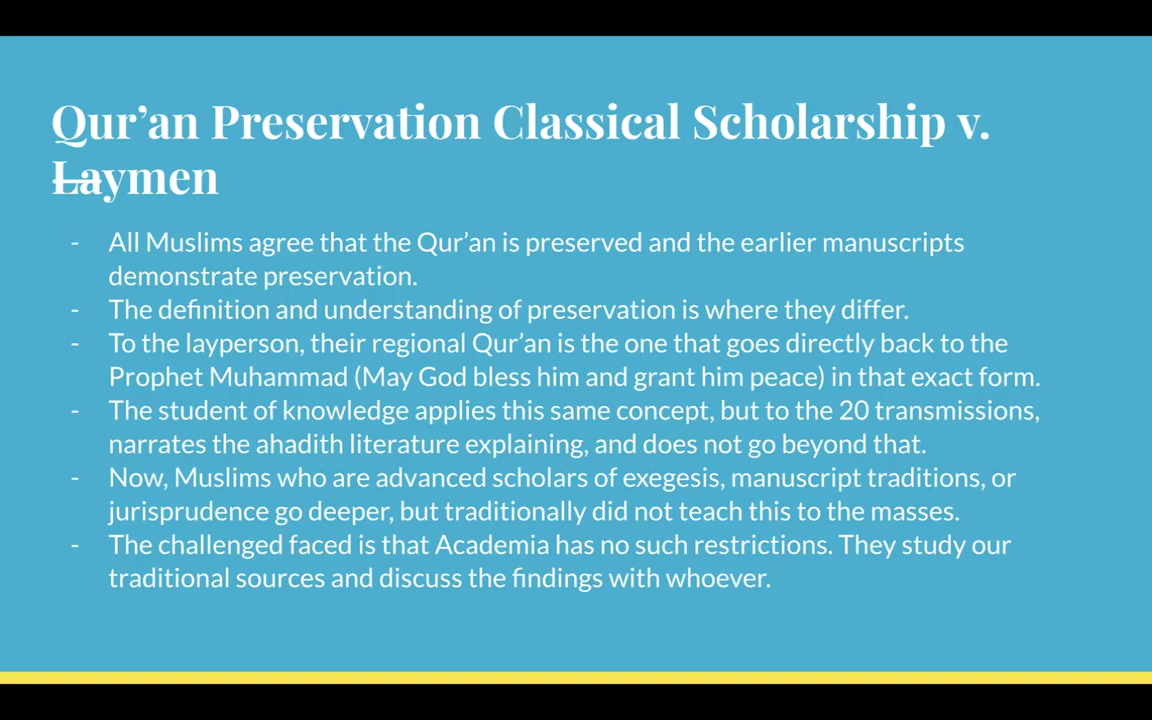 Qur’an Preservation Classical Scholarship v.
Laymen
- All Muslims agree that the Qur’an is preserved and the earlier manuscripts
demonstrate preservation.
- The definition and understanding of preservation is where they differ.
- To the layperson, their regional Qur’an is the one that goes directly back to the
Prophet Muhammad (May God bless him and grant him peace) in that exact form.
- The student of knowledge applies this same concept, but to the 20 transmissions,
narrates the ahadith literature explaining, and does not go beyond that.
- Now, Muslims who are advanced scholars of exegesis, manuscript traditions, or
jurisprudence go deeper, but traditionally did not teach this to the masses.
- The challenged faced is that Academia has no such restrictions. They study our
traditional sources and discuss the findings with whoever.